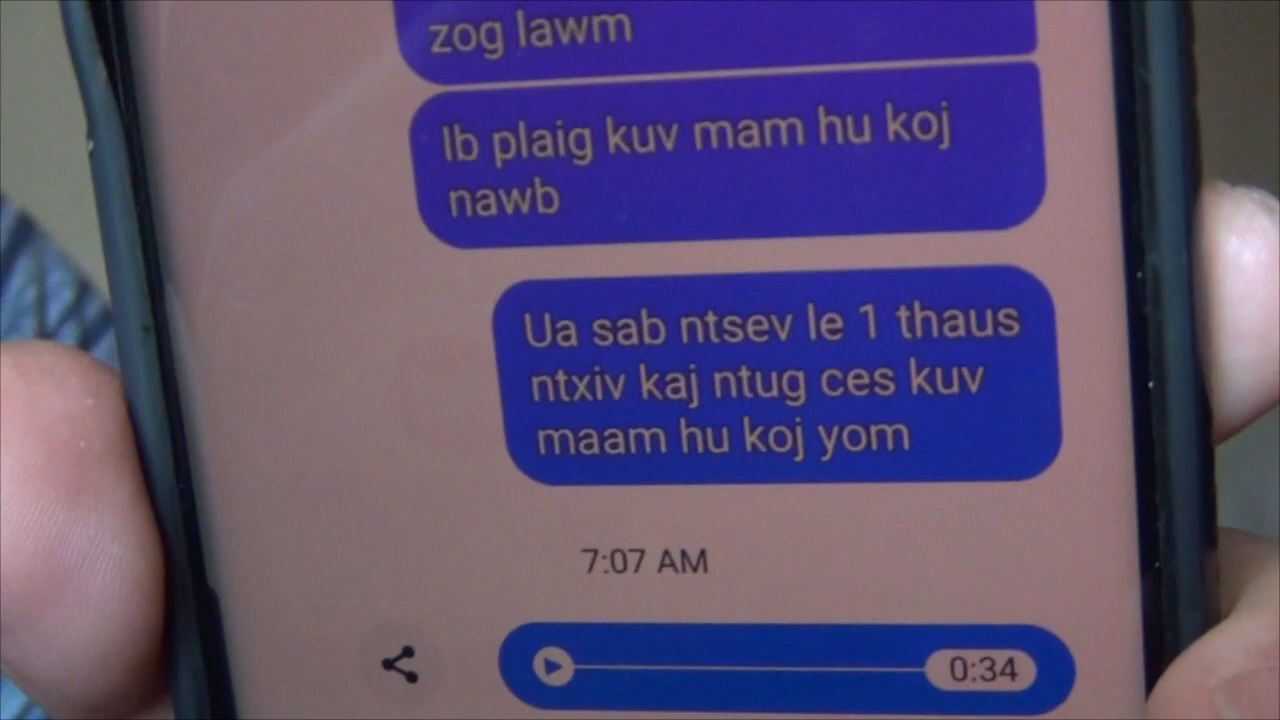 zog lawm
Ib plaig kuv mam hu koj
nawb
Ua sab ntsev le 1 thaus
ntxiv kaj ntug ces kuv
maam hu koj yom
7:07 AM
0:34